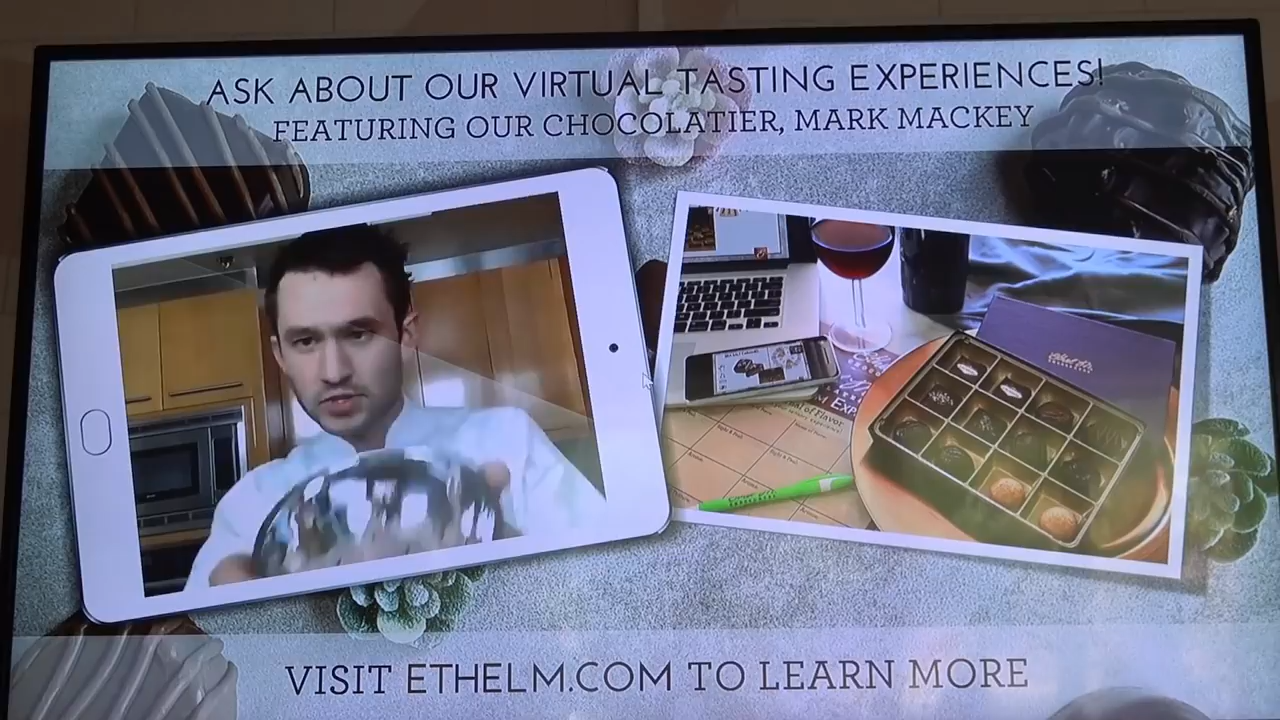 ASK ABOUT OUR VIRTUAL TASTING EXPERIENCES!
FEATURING OUR CHOCOLATIER, MARK MACKEY
VISIT ETHELM.COM TO LEARN MORE